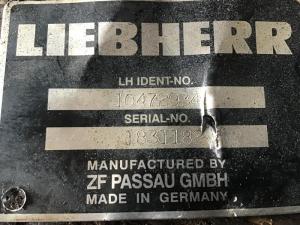 LIEBHERR
LH IDENT-NO.
SERIAL-NO.
MANUFACTURED BY
ZF PASSAU GMBH
MADE IN GERMANY